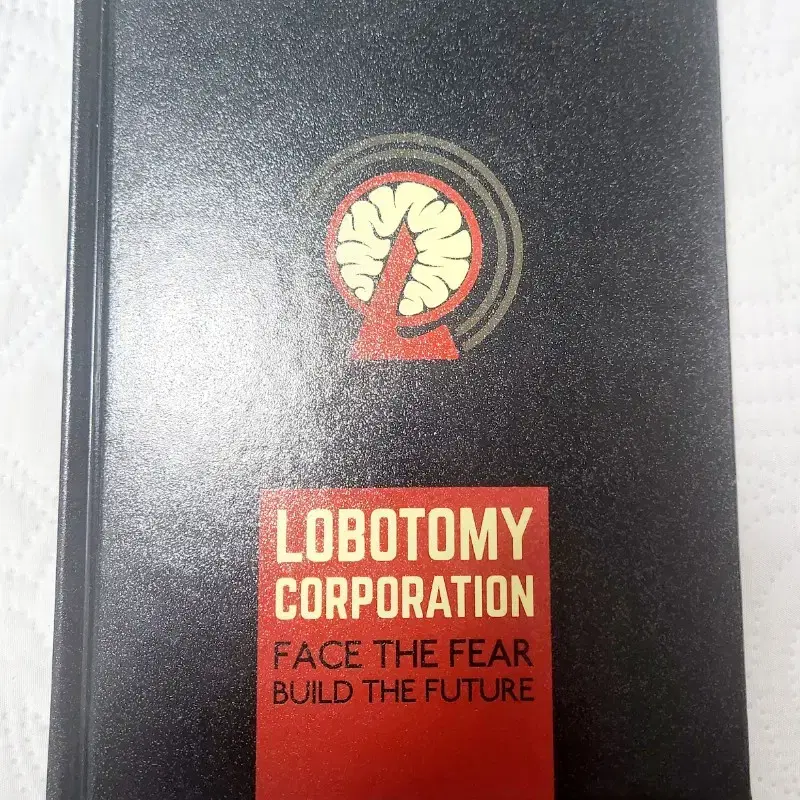 LOBOTOMY
CORPORATION
FACE THE FEAR
BUILD THE FUTURE